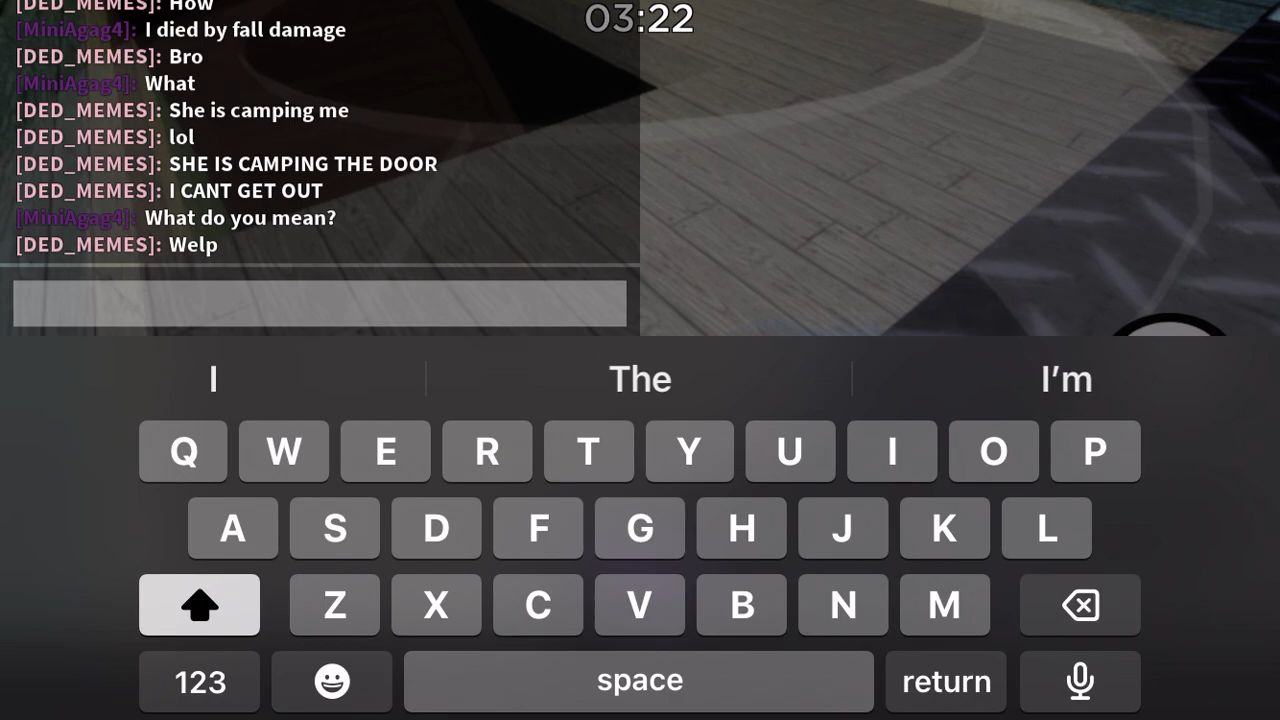 [DED_MEMES]: How
03:22
[MiniAgag4]: I died by fall damage
[DED_MEMES]: Bro
[MiniAgag4]: What
[DED_MEMES]: She is camping me
[DED_MEMES]: lol
[DED_MEMES]: SHE IS CAMPING THE DOOR
[DED_MEMES]: I CANT GET OUT
[MiniAgag4]: What do you mean?
[DED_MEMES]: Welp
I The I’m
Q W E R T Y U I O P
A S D F G H J K L
Z X C V B N M
123 space return